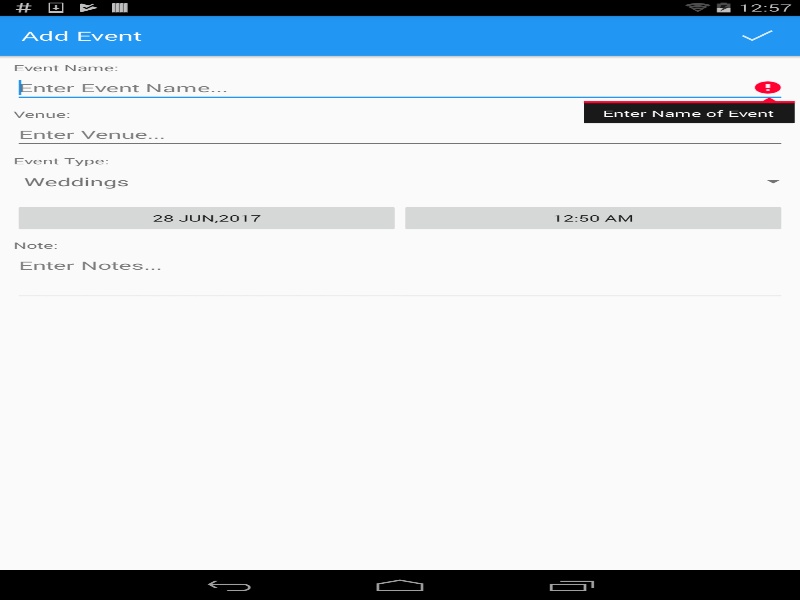 12:57
Add Event
Event Name:
Enter Event Name...
Enter Name of Event
Venue:
Enter Venue...
Event Type:
Weddings
28 JUN,2017
12:50 AM
Note:
Enter Notes...